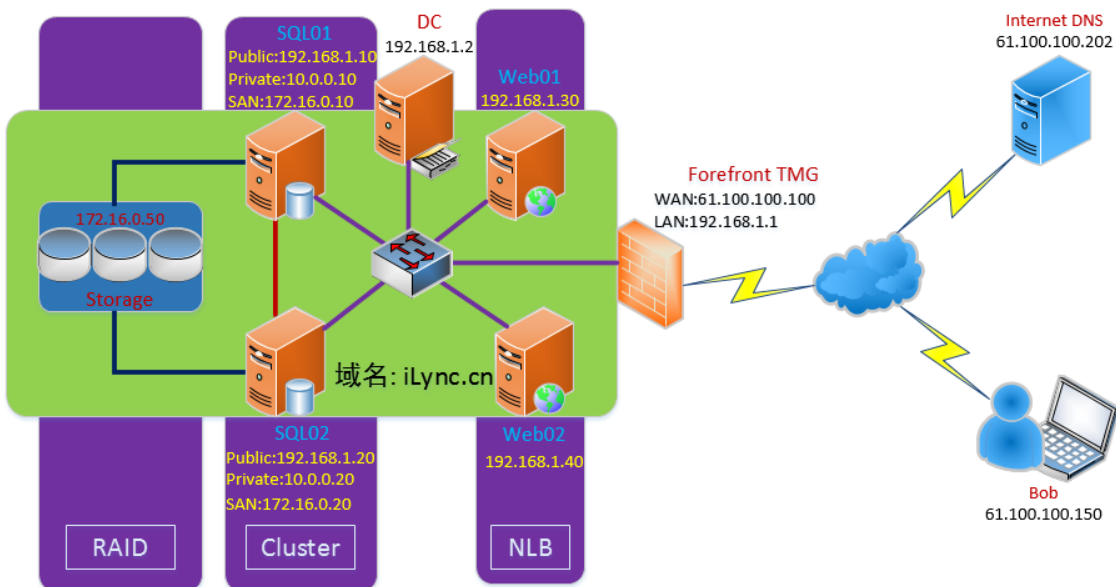 SQL01
Public:192.168.1.10
Private:10.0.0.10
SAN:172.16.0.10
DC
192.168.1.2
Web01
192.168.1.30
Internet DNS
61.100.100.202
Forefront TMG
WAN:61.100.100.100
LAN:192.168.1.1
172.16.0.50
Storage
域名: iLync.cn
SQL02
Public:192.168.1.20
Private:10.0.0.20
SAN:172.16.0.20
Web02
192.168.1.40
Bob
61.100.100.150
RAID
Cluster
NLB